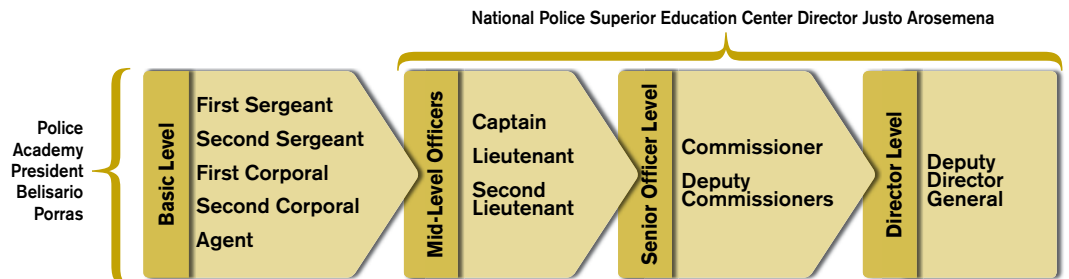 National Police Superior Education Center Director Justo Arosemena
Police
Academy
President
Belisario
Porras
Basic Level
First Sergeant
Second Sergeant
First Corporal
Second Corporal
Agent
Mid-Level Officers
Captain
Lieutenant
Second
Lieutenant
Senior Officer Level
Commissioner
Deputy
Commissioners
Director Level
Deputy
Director
General